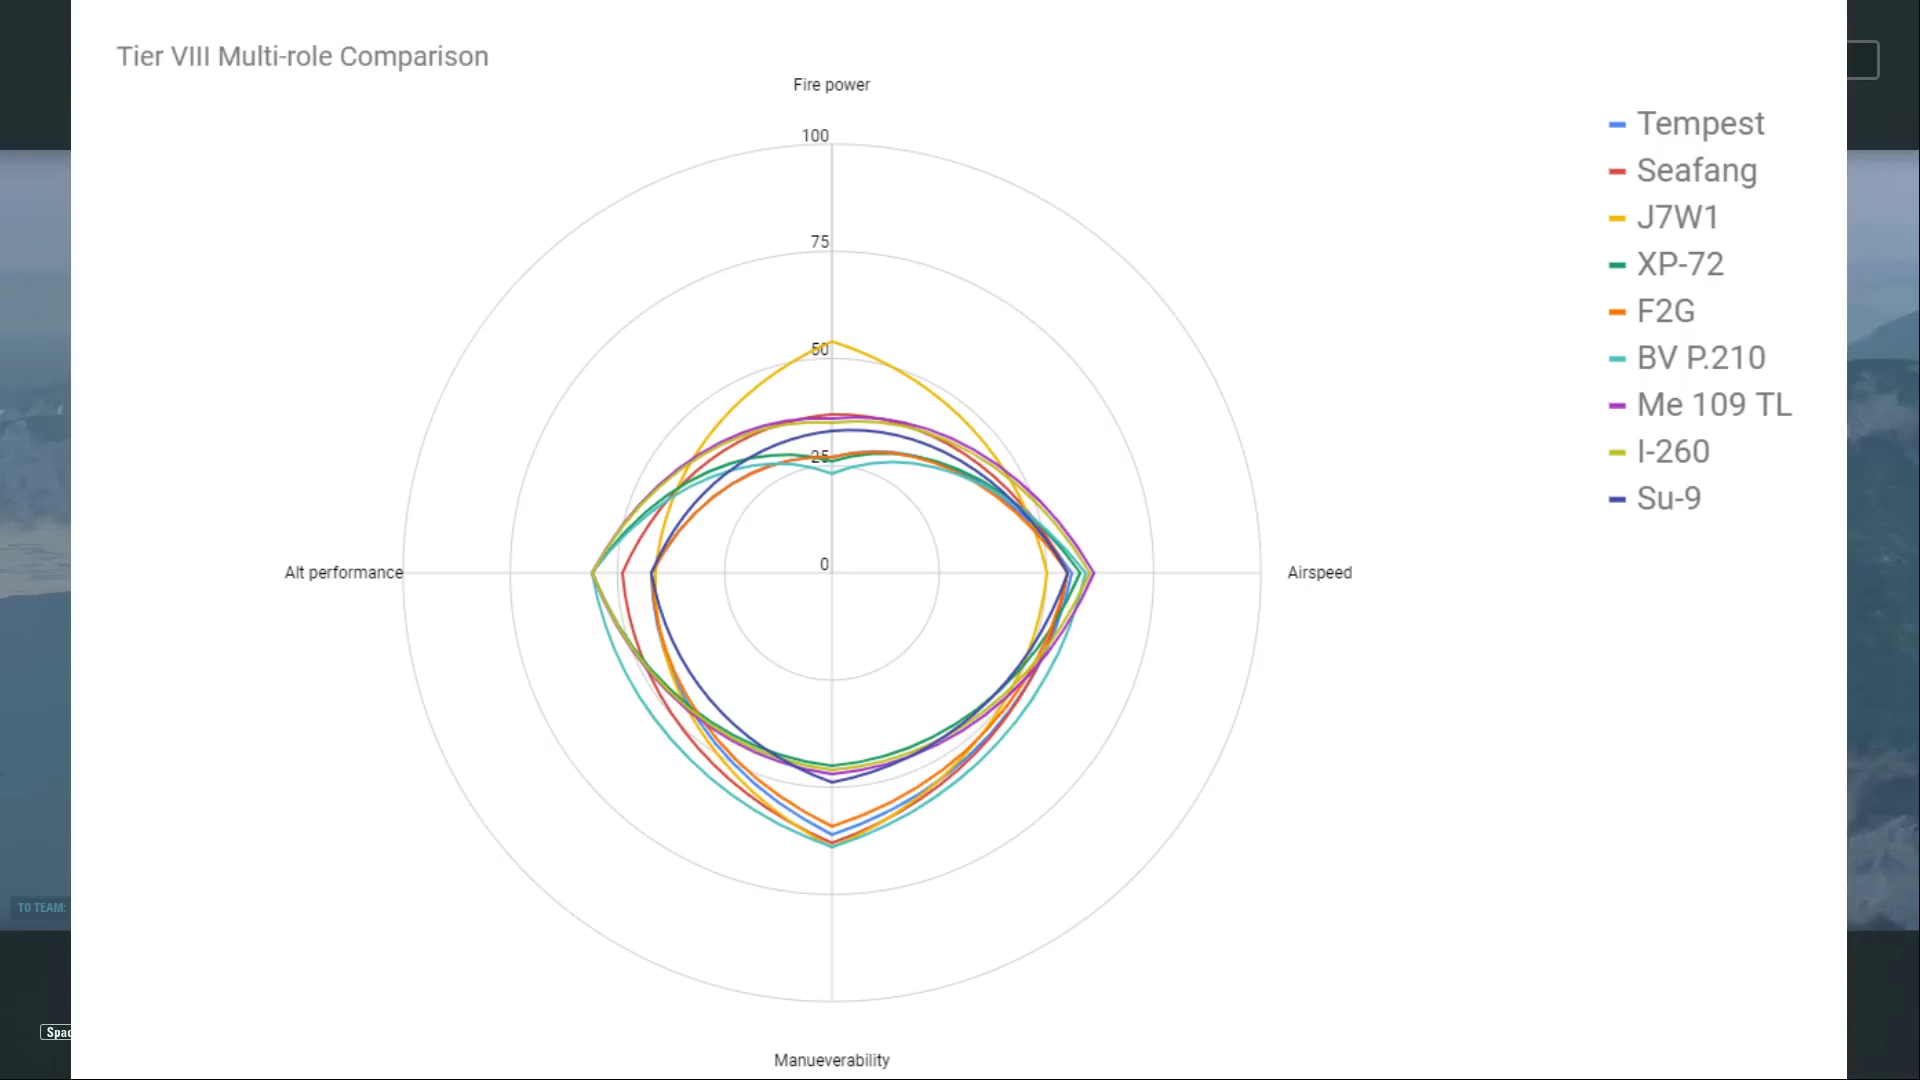 Tier VIII Multi-role Comparison
Fire power
100
75
50
25
0
Alt performance
Airspeed
Manueverability
Tempest
Seafang
J7W1
XP-72
F2G
BV P.210
Me 109 TL
I-260
Su-9
TO TEAM: